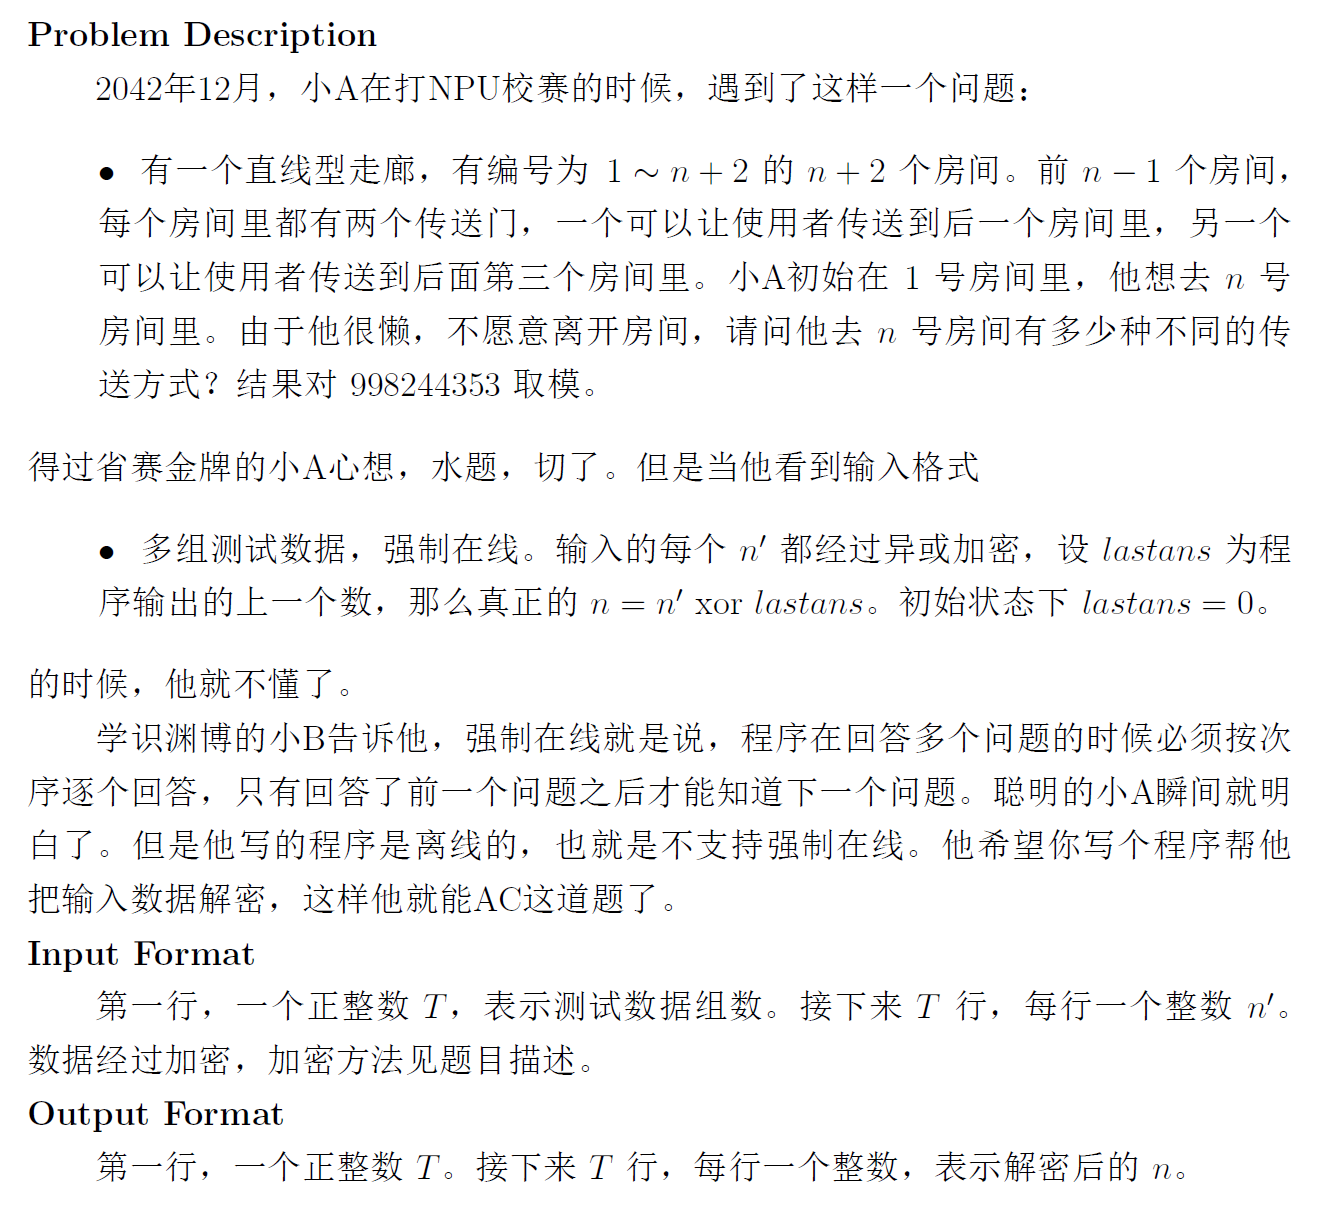 Problem Description
2042年12月，小A在打NPU校赛的时候，遇到了这样一个问题：
• 有一个直线型走廊，有编号为 1 ∼ n + 2 的 n + 2 个房间。前 n − 1 个房间，
每个房间里都有两个传送门，一个可以让使用者传送到后一个房间里，另一个
可以让使用者传送到后面第三个房间里。小A初始在 1 号房间里，他想去 n 号
房间里。由于他很懒，不愿意离开房间，请问他去 n 号房间有多少种不同的传
送方式？结果对 998244353 取模。
得过省赛金牌的小A心想，水题，切了。但是当他看到输入格式
• 多组测试数据，强制在线。输入的每个 n′ 都经过异或加密，设 lastans 为程
序输出的上一个数，那么真正的 n = n′ xor lastans。初始状态下 lastans = 0。
的时候，他就不懂了。
学识渊博的小B告诉他，强制在线就是说，程序在回答多个问题的时候必须按次
序逐个回答，只有回答了前一个问题之后才能知道下一个问题。聪明的小A瞬间就明
白了。但是他写的程序是离线的，也就是不支持强制在线。他希望你写个程序帮他
把输入数据解密，这样他就能AC这道题了。
Input Format
第一行，一个正整数 T，表示测试数据组数。接下来 T 行，每行一个整数 n′。
数据经过加密，加密方法见题目描述。
Output Format
第一行，一个正整数 T。接下来 T 行，每行一个整数，表示解密后的 n。